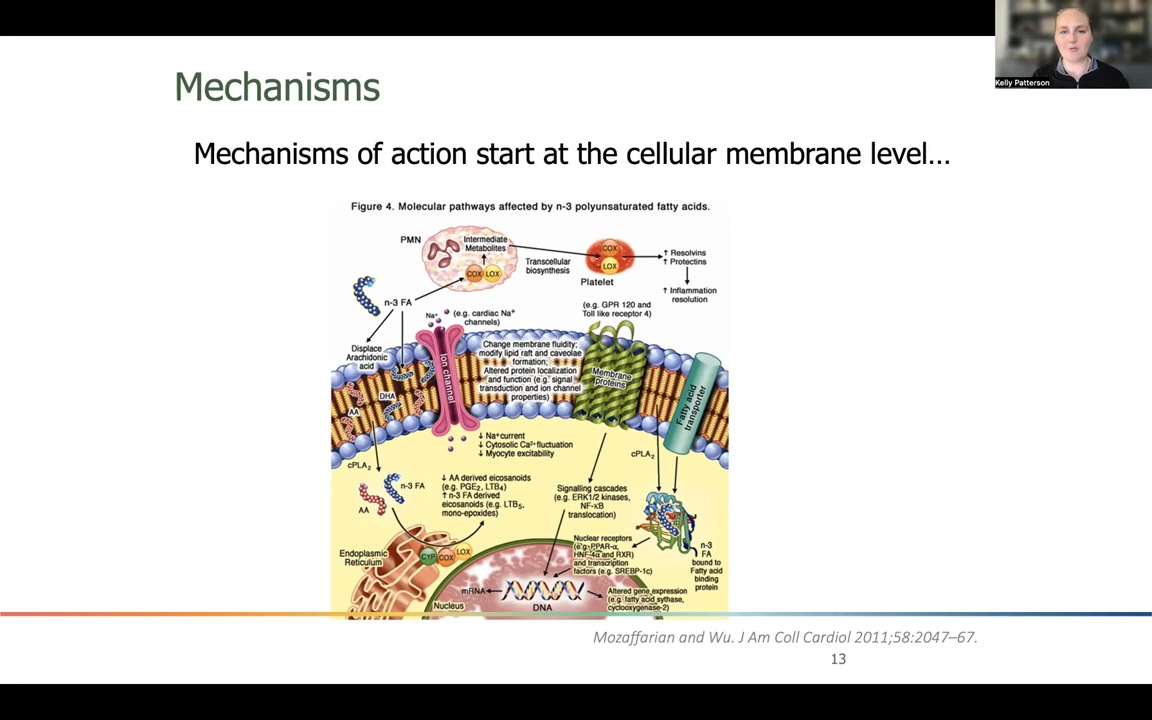 Kelly Patterson
Mechanisms
Mechanisms of action start at the cellular membrane level...
Figure 4. Molecular pathways affected by n-3 polyunsaturated fatty acids.
PMN
Intermediate
Metabolites
COX LOX
Transcellular
biosynthesis
COX
LOX
Platelet
↑ Resolvins
↑ Protectins
↑ Inflammation
resolution
n-3 FA
Na⁺
(e.g. cardiac Na⁺
channels)
(e.g. GPR 120 and
Toll like receptor 4)
Displace
Arachidonic
acid
Ion channel
Change membrane fluidity;
modify lipid raft and caveolae
formation;
Altered protein localization
and function (e.g. signal
transduction and ion channel
properties)
Membrane
proteins
Fatty acid
transporter
DHA
AA
↓ Na⁺current
↓ Cytosolic Ca²⁺fluctuation
↓ Myocyte excitability
cPLA₂
cPLA₂
n-3 FA
AA
↓ AA derived eicosanoids
(e.g. PGE₂, LTB₄)
↑ n-3 FA derived
eicosanoids (e.g. LTB₅,
mono-epoxides)
Signalling cascades
(e.g. ERK1/2 kinases,
NF-κB
translocation)
Endoplasmic
Reticulum
CYP COX LOX
Nuclear receptors
(e.g. PPAR-α,
HNF-4α and RXR)
and transcription
factors (e.g. SREBP-1c)
n-3
FA
bound to
Fatty acid
binding
protein
mRNA
DNA
Nucleus
Altered gene expression
(e.g. fatty acid sythase,
cyclooxygenase-2)
Mozaffarian and Wu. J Am Coll Cardiol 2011;58:2047–67.
13